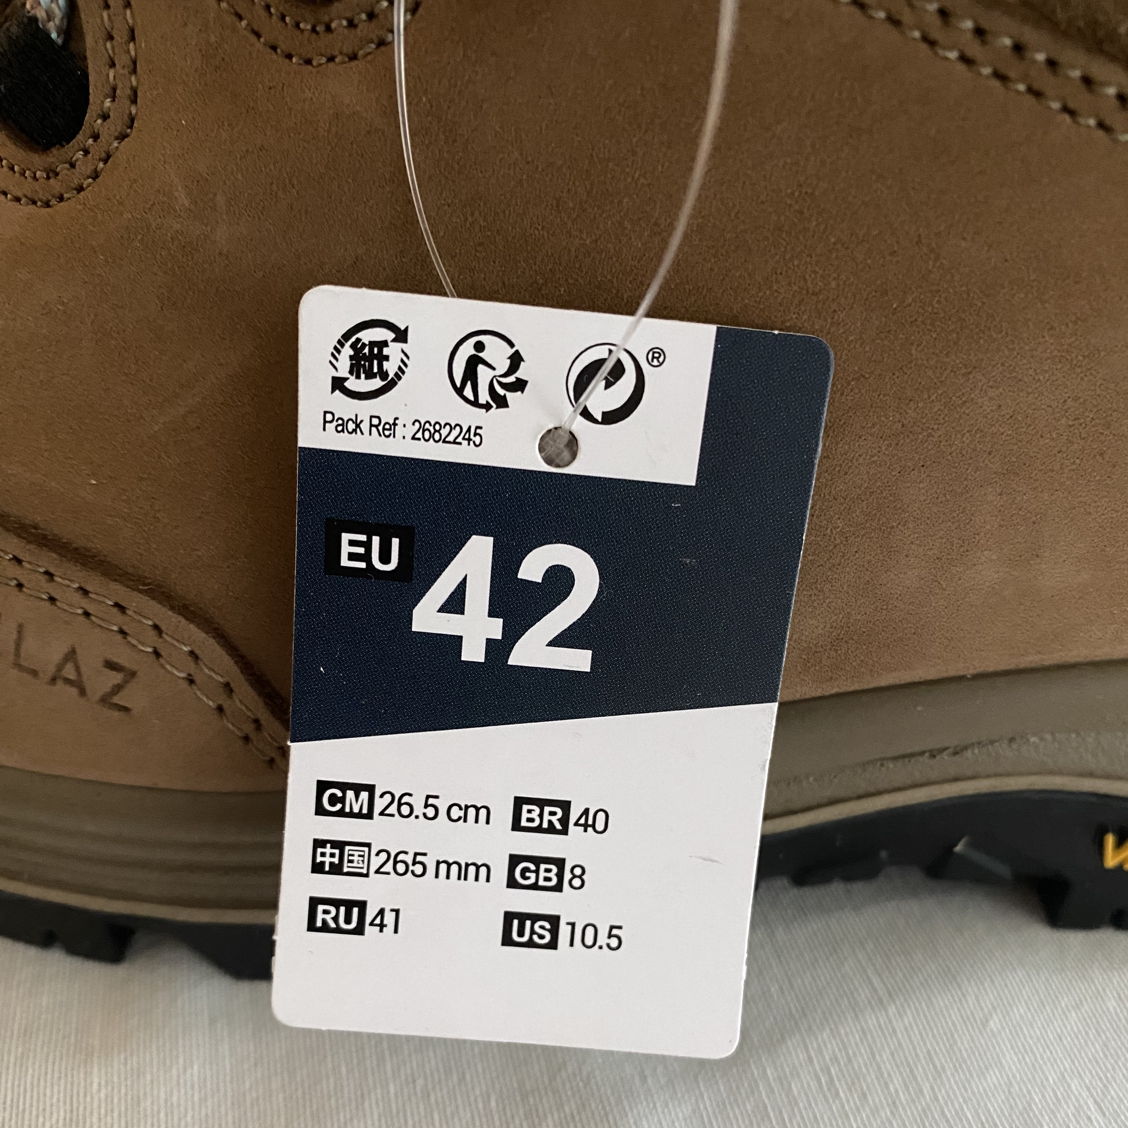 紙
®
Pack Ref : 2682245
EU 42
CM 26.5 cm BR 40
中国 265 mm GB 8
RU 41 US 10.5
LAZ